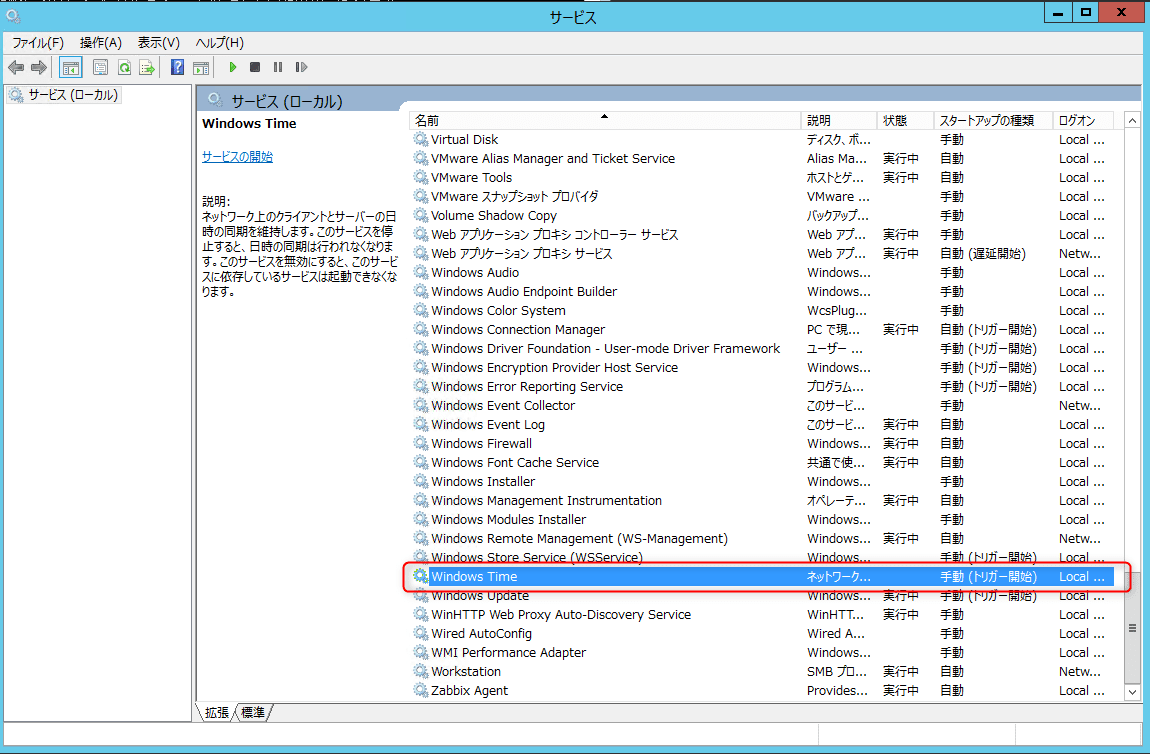 サービス
ファイル(F) 操作(A) 表示(V) ヘルプ(H)
サービス (ローカル)
サービス (ローカル)
Windows Time
サービスの開始
説明:
ネットワーク上のクライアントとサーバーの日
時の同期を維持します。このサービスを停
止すると、日時の同期は行われなくなりま
す。このサービスを無効にすると、このサービ
スに依存しているサービスは起動できなくな
ります。
名前 説明 状態 スタートアップの種類 ログオン
Virtual Disk ディスク、ボ... 手動 Local ...
VMware Alias Manager and Ticket Service Alias Ma... 実行中 自動 Local ...
VMware Tools ホストとゲ... 実行中 自動 Local ...
VMware スナップショット プロバイダ VMware ... 手動 Local ...
Volume Shadow Copy バックアップ... 手動 Local ...
Web アプリケーション プロキシ コントローラー サービス Web アプ... 実行中 手動 Local ...
Web アプリケーション プロキシ サービス Web アプ... 実行中 自動 (遅延開始) Netw...
Windows Audio Windows... 手動 Local ...
Windows Audio Endpoint Builder Windows... 手動 Local ...
Windows Color System WcsPlug... 手動 Local ...
Windows Connection Manager PC で現... 実行中 自動 (トリガー開始) Local ...
Windows Driver Foundation - User-mode Driver Framework ユーザー ... 手動 (トリガー開始) Local ...
Windows Encryption Provider Host Service Windows... 手動 (トリガー開始) Local ...
Windows Error Reporting Service プログラム... 手動 (トリガー開始) Local ...
Windows Event Collector このサービ... 手動 Netw...
Windows Event Log このサービ... 実行中 自動 Local ...
Windows Firewall Windows... 実行中 自動 Local ...
Windows Font Cache Service 共通で使... 実行中 自動 Local ...
Windows Installer Windows... 手動 Local ...
Windows Management Instrumentation オペレーテ... 実行中 自動 Local ...
Windows Modules Installer Windows... 手動 Local ...
Windows Remote Management (WS-Management) Windows... 実行中 自動 Netw...
Windows Store Service (WSService) Windows... 手動 (トリガー開始) Local ...
Windows Time ネットワーク... 手動 (トリガー開始) Local ...
Windows Update Windows... 実行中 手動 (トリガー開始) Local ...
WinHTTP Web Proxy Auto-Discovery Service WinHTT... 実行中 手動 Local ...
Wired AutoConfig Wired A... 手動 Local ...
WMI Performance Adapter Windows... 手動 Local ...
Workstation SMB プロ... 実行中 自動 Netw...
Zabbix Agent Provides... 実行中 自動 Local ...
拡張 標準